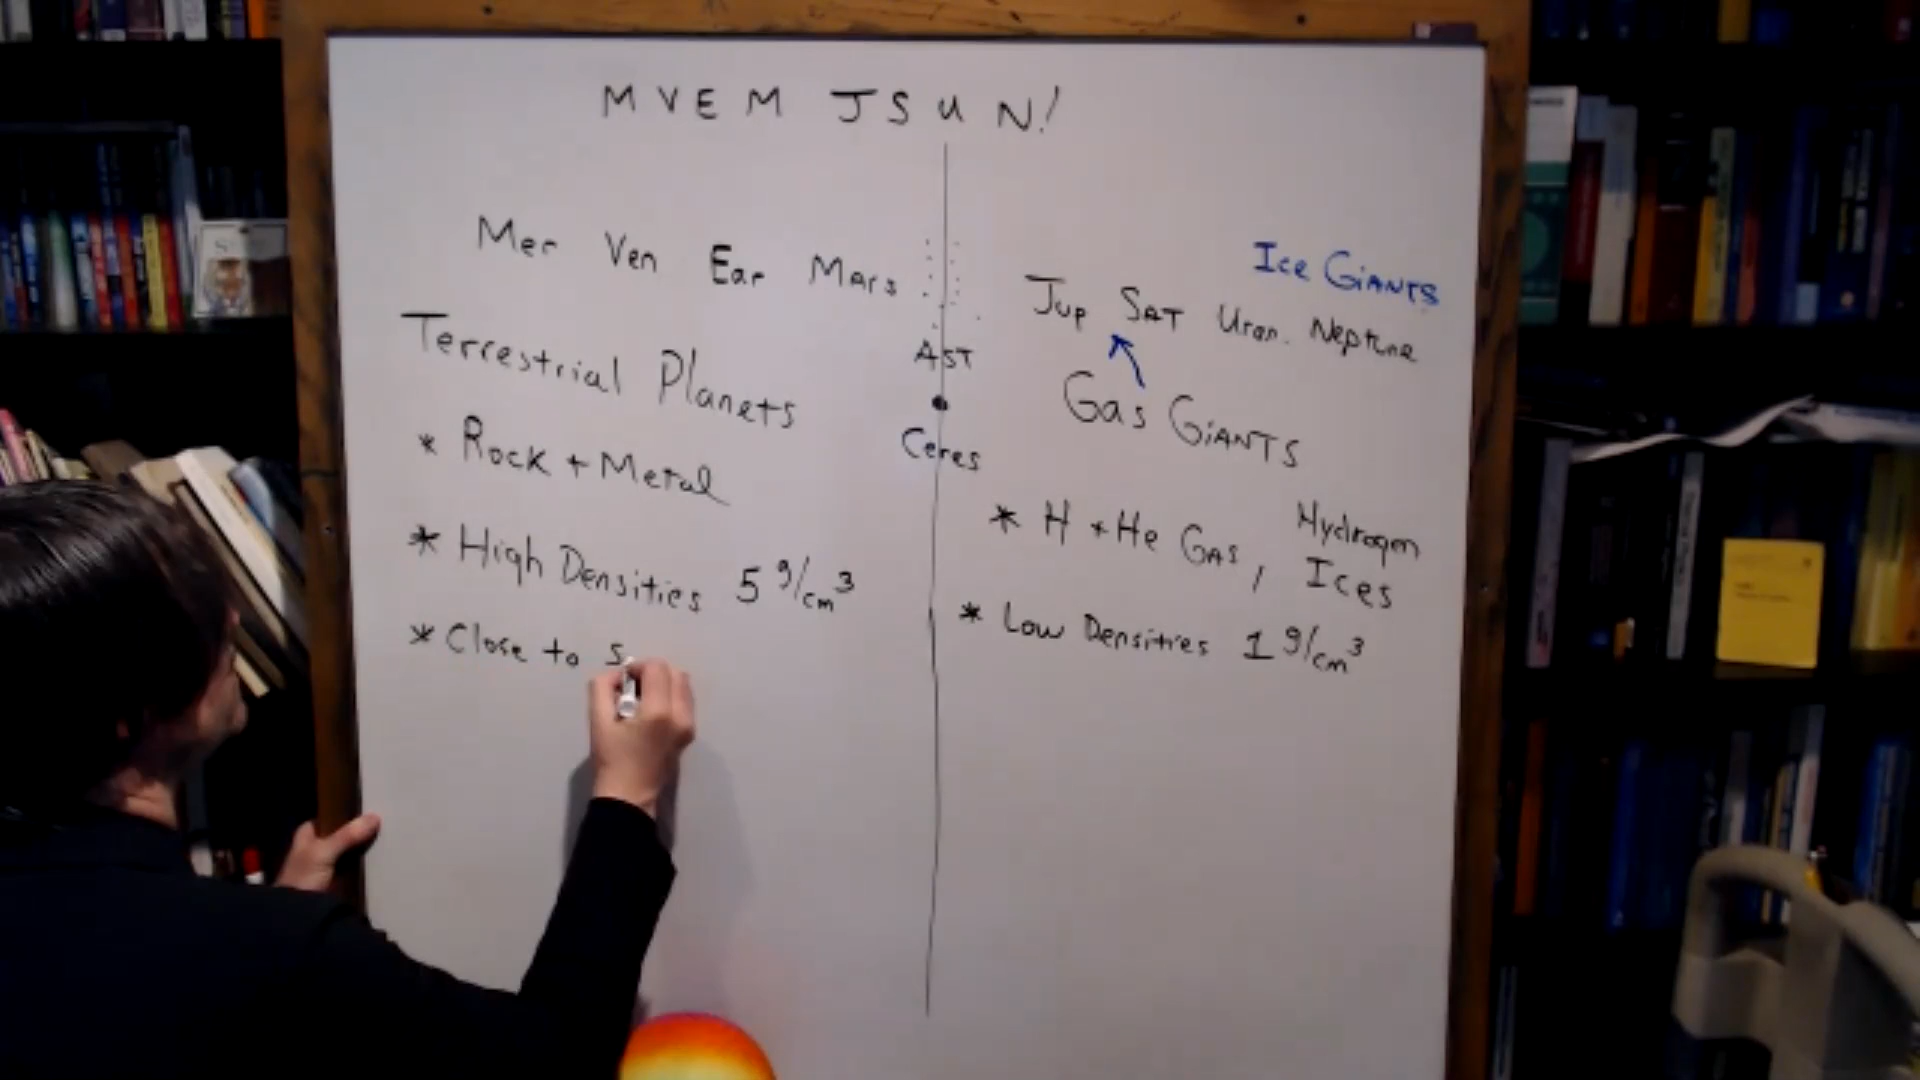 MVEM JSUN!
Mer Ven Ear Mars
Terrestrial Planets
* Rock + Metal
* High Densities 5 g/cm³
* Close to S
AST
Ceres
Ice GIANTS
Jup SAT Uran. Neptune
Gas GIANTS
* H + He GAS, Hydrogen Ices
* Low Densities 1 g/cm³